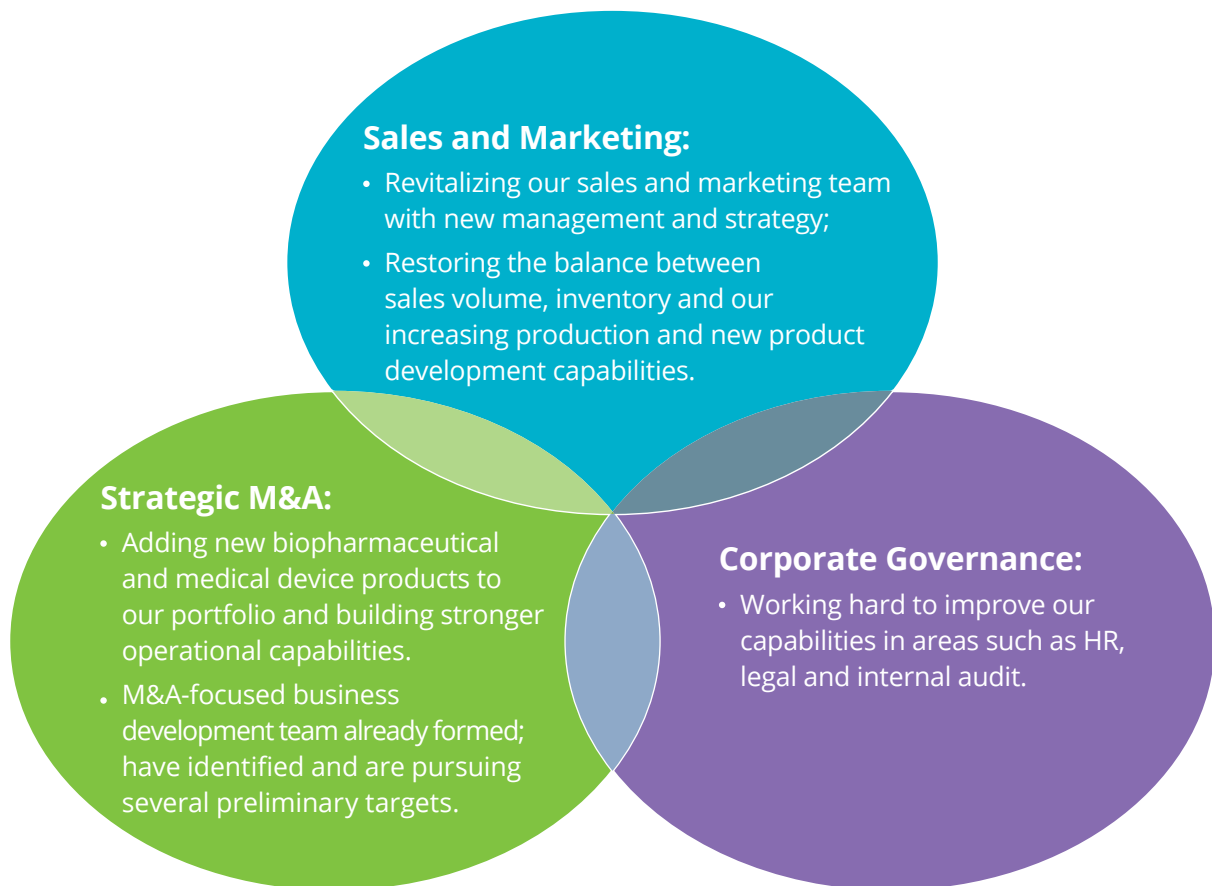 Sales and Marketing:
• Revitalizing our sales and marketing team
with new management and strategy;
• Restoring the balance between
sales volume, inventory and our
increasing production and new product
development capabilities.
Strategic M&A:
• Adding new biopharmaceutical
and medical device products to
our portfolio and building stronger
operational capabilities.
• M&A-focused business
development team already formed;
have identified and are pursuing
several preliminary targets.
Corporate Governance:
• Working hard to improve our
capabilities in areas such as HR,
legal and internal audit.